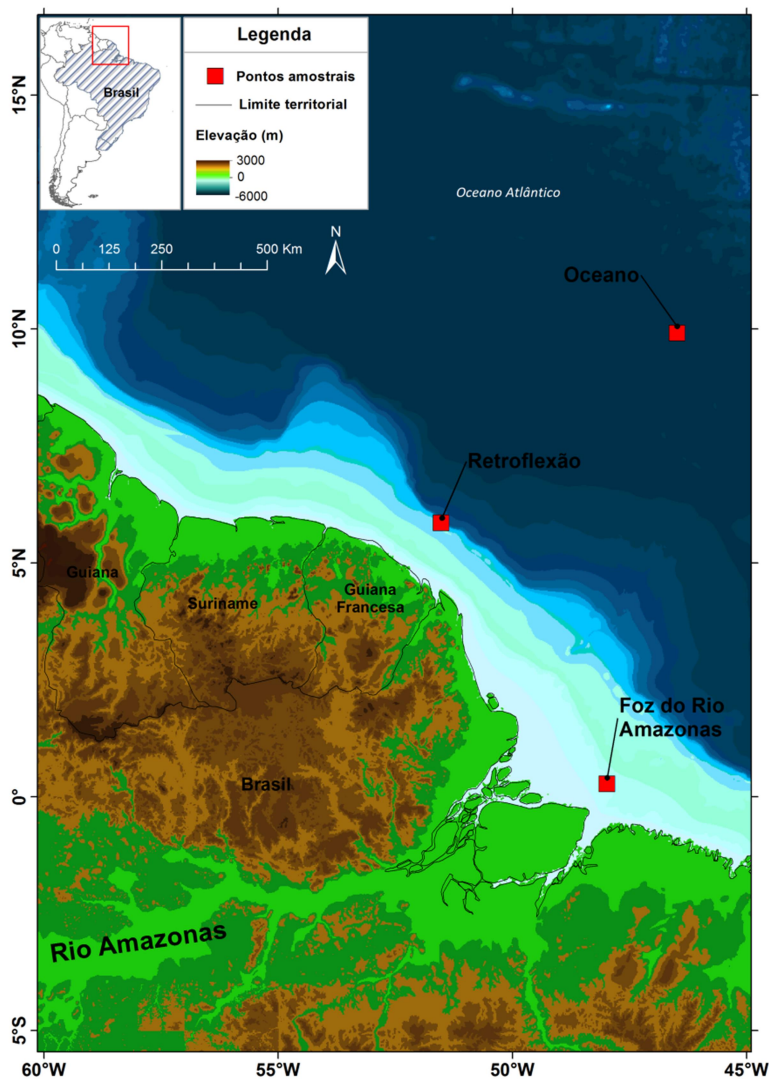 Legenda
Pontos amostrais
Limite territorial
Elevação (m)
3000
0
-6000
Brasil
15°N
Oceano Atlântico
N
0 125 250 500 Km
Oceano
10°N
Retroflexão
5°N
Guiana
Suriname
Guiana
Francesa
Foz do Rio
Amazonas
Brasil
0°
Rio Amazonas
5°S
60°W 55°W 50°W 45°W